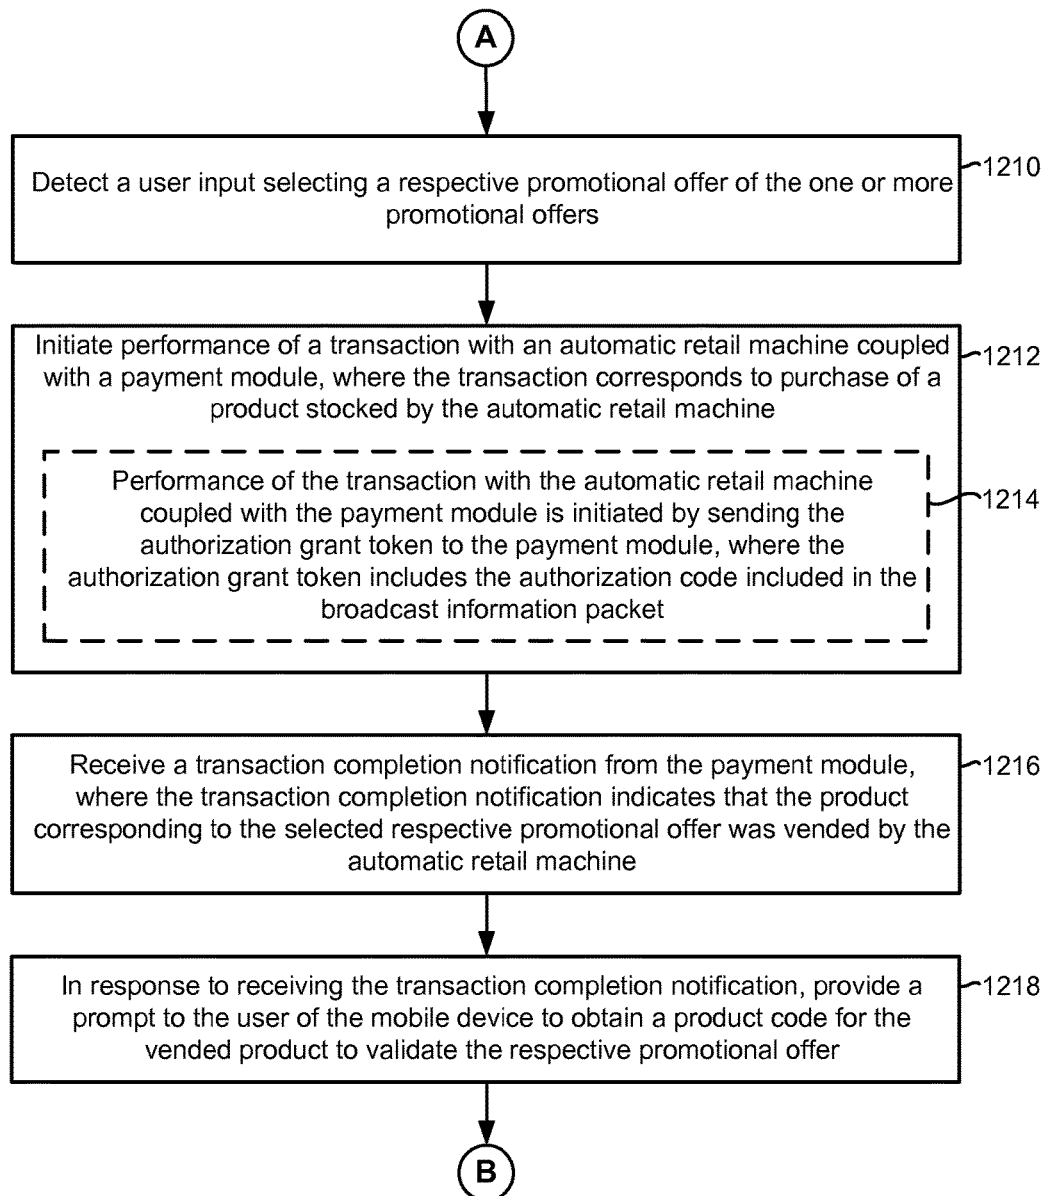 A
Detect a user input selecting a respective promotional offer of the one or more
promotional offers
1210
Initiate performance of a transaction with an automatic retail machine coupled
with a payment module, where the transaction corresponds to purchase of a
product stocked by the automatic retail machine
1212
Performance of the transaction with the automatic retail machine
coupled with the payment module is initiated by sending the
authorization grant token to the payment module, where the
authorization grant token includes the authorization code included in the
broadcast information packet
1214
Receive a transaction completion notification from the payment module,
where the transaction completion notification indicates that the product
corresponding to the selected respective promotional offer was vended by the
automatic retail machine
1216
In response to receiving the transaction completion notification, provide a
prompt to the user of the mobile device to obtain a product code for the
vended product to validate the respective promotional offer
1218
B